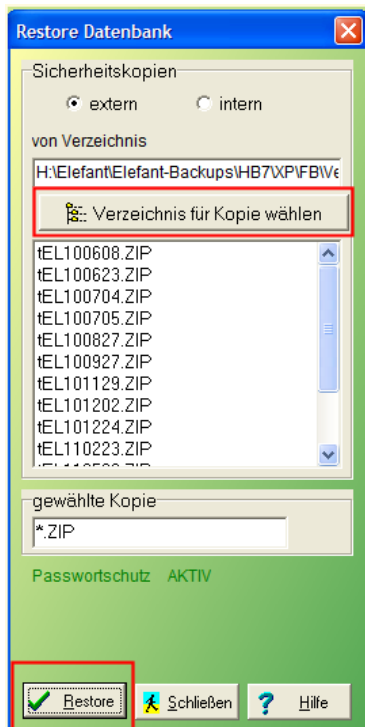 Restore Datenbank
Sicherheitskopien
extern intern
von Verzeichnis
H:\Elefant\Elefant-Backups\HB7\XP\FB\Ve
Verzeichnis für Kopie wählen
tEL100608.ZIP
tEL100623.ZIP
tEL100704.ZIP
tEL100705.ZIP
tEL100827.ZIP
tEL100927.ZIP
tEL101129.ZIP
tEL101202.ZIP
tEL101224.ZIP
tEL110223.ZIP
gewählte Kopie
*.ZIP
Passwortschutz AKTIV
Restore Schließen ? Hilfe